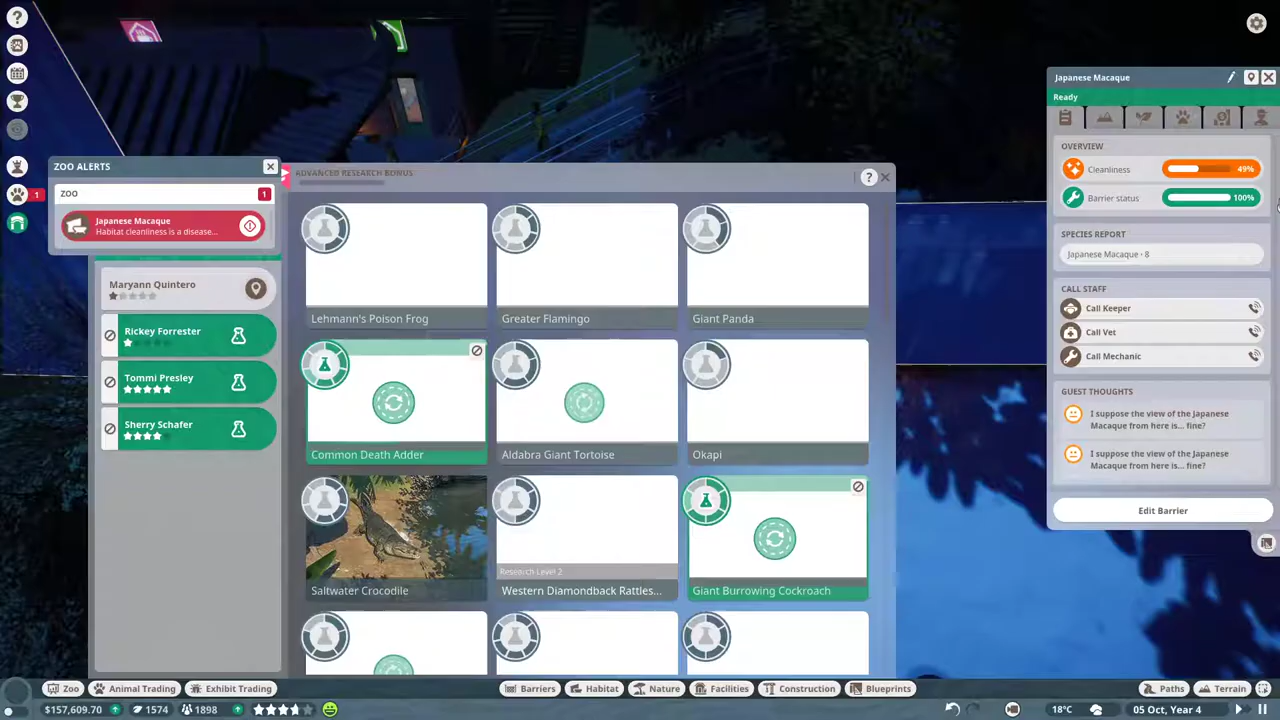 ZOO ALERTS
ZOO
1
Japanese Macaque
Habitat cleanliness is a disease...
1
Maryann Quintero
Rickey Forrester
Tommi Presley
Sherry Schafer
ADVANCED RESEARCH BONUS
?
Lehmann's Poison Frog
Greater Flamingo
Giant Panda
Common Death Adder
Aldabra Giant Tortoise
Okapi
Saltwater Crocodile
Research Level 2
Western Diamondback Rattles...
Giant Burrowing Cockroach
Japanese Macaque
Ready
OVERVIEW
Cleanliness
49%
Barrier status
100%
SPECIES REPORT
Japanese Macaque - 8
CALL STAFF
Call Keeper
Call Vet
Call Mechanic
GUEST THOUGHTS
I suppose the view of the Japanese
Macaque from here is... fine?
I suppose the view of the Japanese
Macaque from here is... fine?
Edit Barrier
Zoo
Animal Trading
Exhibit Trading
Barriers
Habitat
Nature
Facilities
Construction
Blueprints
Paths
Terrain
$157,609.70
1574
1898
18°C
05 Oct, Year 4